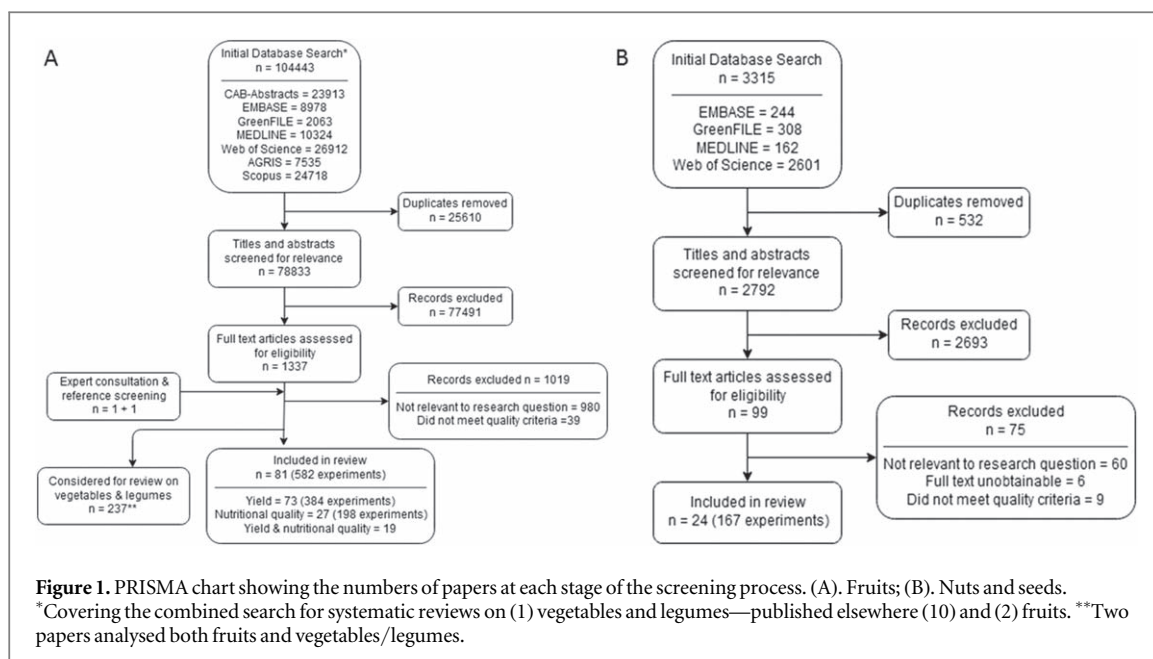 A
Initial Database Search*
n = 104443
CAB-Abstracts = 23913
EMBASE = 8978
GreenFILE = 2063
MEDLINE = 10324
Web of Science = 26912
AGRIS = 7535
Scopus = 24718
Duplicates removed
n = 25610
Titles and abstracts
screened for relevance
n = 78833
Records excluded
n = 77491
Full text articles assessed
for eligibility
n = 1337
Expert consultation &
reference screening
n = 1 + 1
Records excluded n = 1019
Not relevant to research question = 980
Did not meet quality criteria =39
Considered for review on
vegetables & legumes
n = 237**
Included in review
n = 81 (582 experiments)
Yield = 73 (384 experiments)
Nutritional quality = 27 (198 experiments)
Yield & nutritional quality = 19
B
Initial Database Search
n = 3315
EMBASE = 244
GreenFILE = 308
MEDLINE = 162
Web of Science = 2601
Duplicates removed
n = 532
Titles and abstracts
screened for relevance
n = 2792
Records excluded
n = 2693
Full text articles assessed
for eligibility
n = 99
Records excluded
n = 75
Not relevant to research question = 60
Full text unobtainable = 6
Did not meet quality criteria = 9
Included in review
n = 24 (167 experiments)
Figure 1. PRISMA chart showing the numbers of papers at each stage of the screening process. (A). Fruits; (B). Nuts and seeds.
*Covering the combined search for systematic reviews on (1) vegetables and legumes—published elsewhere (10) and (2) fruits. **Two
papers analysed both fruits and vegetables/legumes.